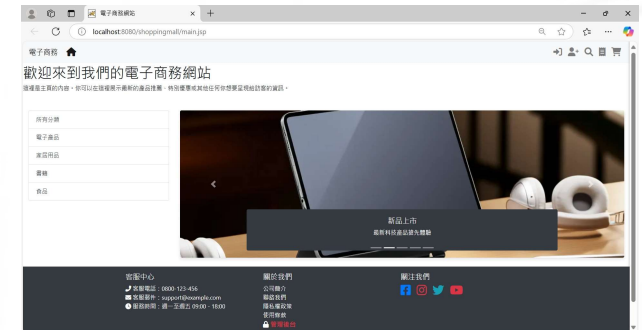 電子商務網站
localhost:8080/shoppingmall/main.jsp
電子商務
歡迎來到我們的電子商務網站
這裡是主頁的內容。你可以在這裡展示最新的產品推薦、特別優惠或其他任何你想要呈現給訪客的資訊。
所有分類
電子產品
家居用品
書籍
食品
新品上市
最新科技產品搶先體驗
客服中心
客服電話：0800-123-456
客服郵件：support@example.com
服務時間：週一至週五 09:00 - 18:00
關於我們
公司簡介
聯絡我們
隱私權政策
使用條款
管理後台
關注我們